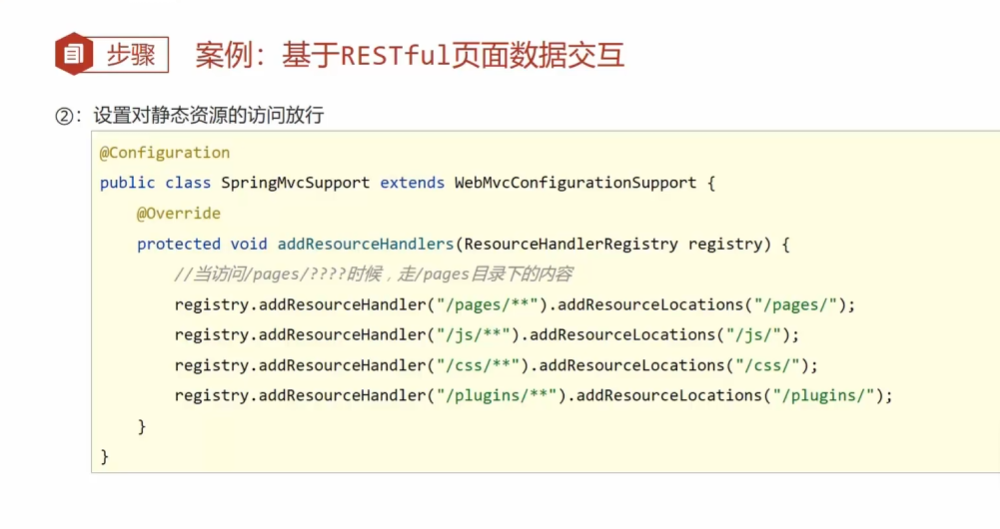 步骤 案例：基于RESTful页面数据交互
②：设置对静态资源的访问放行
@Configuration
public class SpringMvcSupport extends WebMvcConfigurationSupport {
    @Override
    protected void addResourceHandlers(ResourceHandlerRegistry registry) {
        //当访问/pages/????时候，走/pages目录下的内容
        registry.addResourceHandler("/pages/**").addResourceLocations("/pages/");
        registry.addResourceHandler("/js/**").addResourceLocations("/js/");
        registry.addResourceHandler("/css/**").addResourceLocations("/css/");
        registry.addResourceHandler("/plugins/**").addResourceLocations("/plugins/");
    }
}